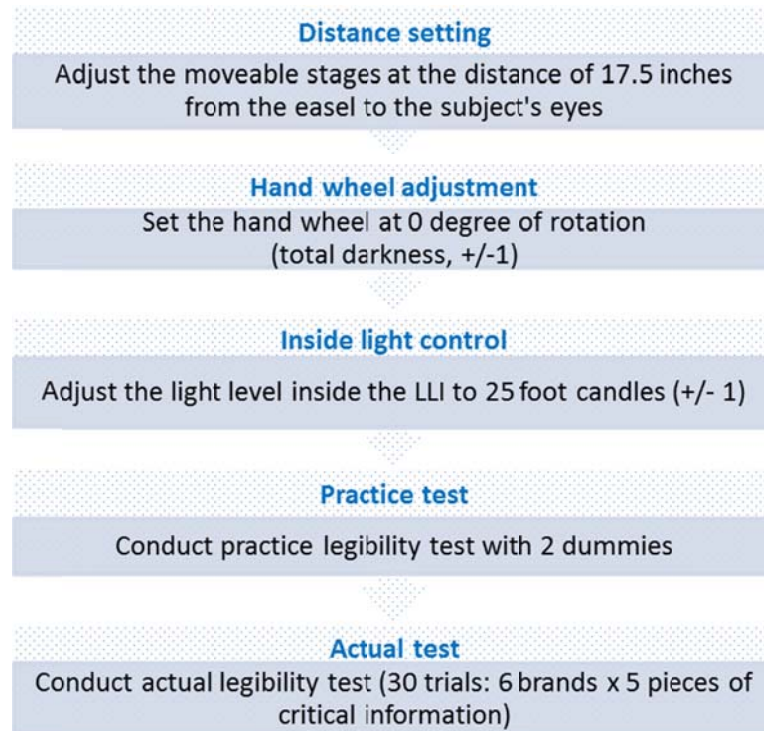 Distance setting
Adjust the moveable stages at the distance of 17.5 inches
from the easel to the subject's eyes
Hand wheel adjustment
Set the hand wheel at 0 degree of rotation
(total darkness, +/-1)
Inside light control
Adjust the light level inside the LLI to 25 foot candles (+/- 1)
Practice test
Conduct practice legibility test with 2 dummies
Actual test
Conduct actual legibility test (30 trials: 6 brands x 5 pieces of
critical information)